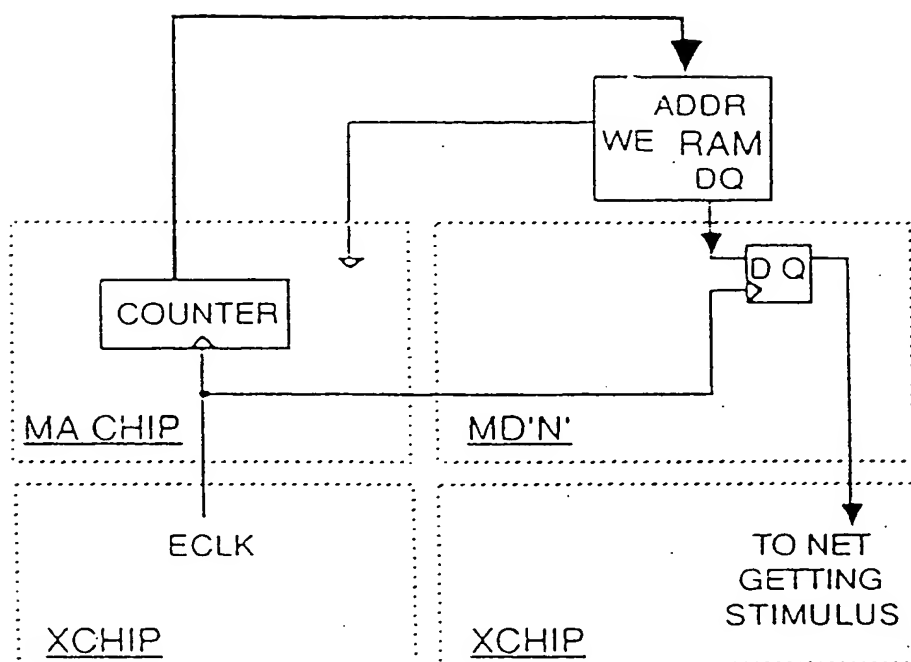 ADDR
WE RAM
DQ
D Q
COUNTER
MA CHIP
MD'N'
ECLK
TO NET
GETTING
STIMULUS
XCHIP
XCHIP